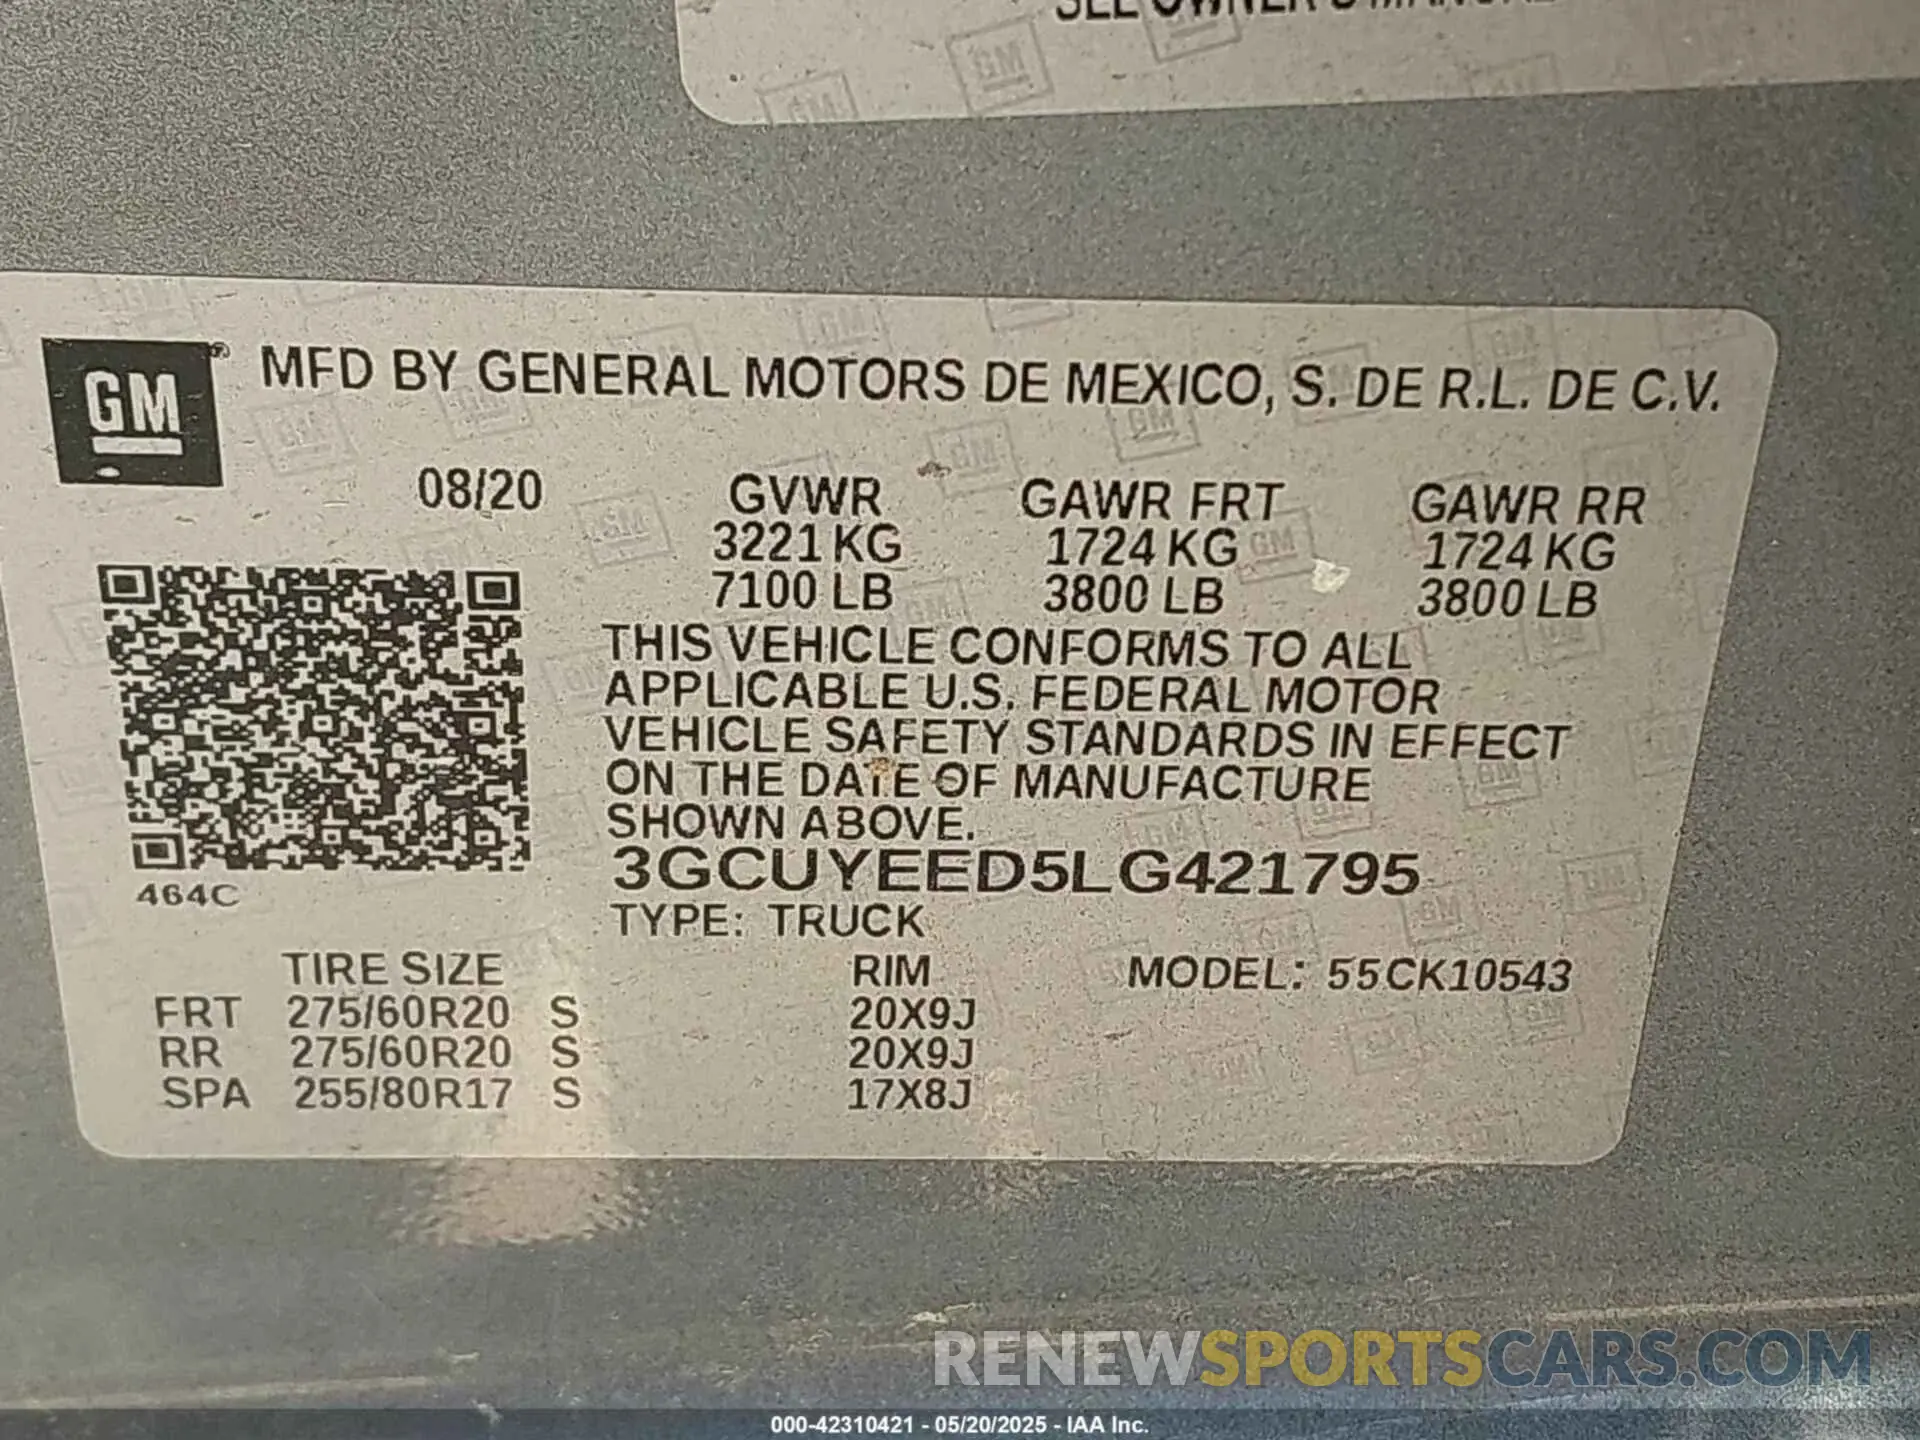 SEE OWNER'S MANUAL
GM
MFD BY GENERAL MOTORS DE MEXICO, S. DE R.L. DE C.V.
08/20 GVWR GAWR FRT GAWR RR
3221 KG 1724 KG 1724 KG
7100 LB 3800 LB 3800 LB
THIS VEHICLE CONFORMS TO ALL
APPLICABLE U.S. FEDERAL MOTOR
VEHICLE SAFETY STANDARDS IN EFFECT
ON THE DATE OF MANUFACTURE
SHOWN ABOVE.
3GCUYEED5LG421795
464C
TYPE: TRUCK
TIRE SIZE RIM MODEL: 55CK10543
FRT 275/60R20 S 20X9J
RR 275/60R20 S 20X9J
SPA 255/80R17 S 17X8J
RENEWSPORTSCARS.COM
000-42310421 - 05/20/2025 - IAA Inc.